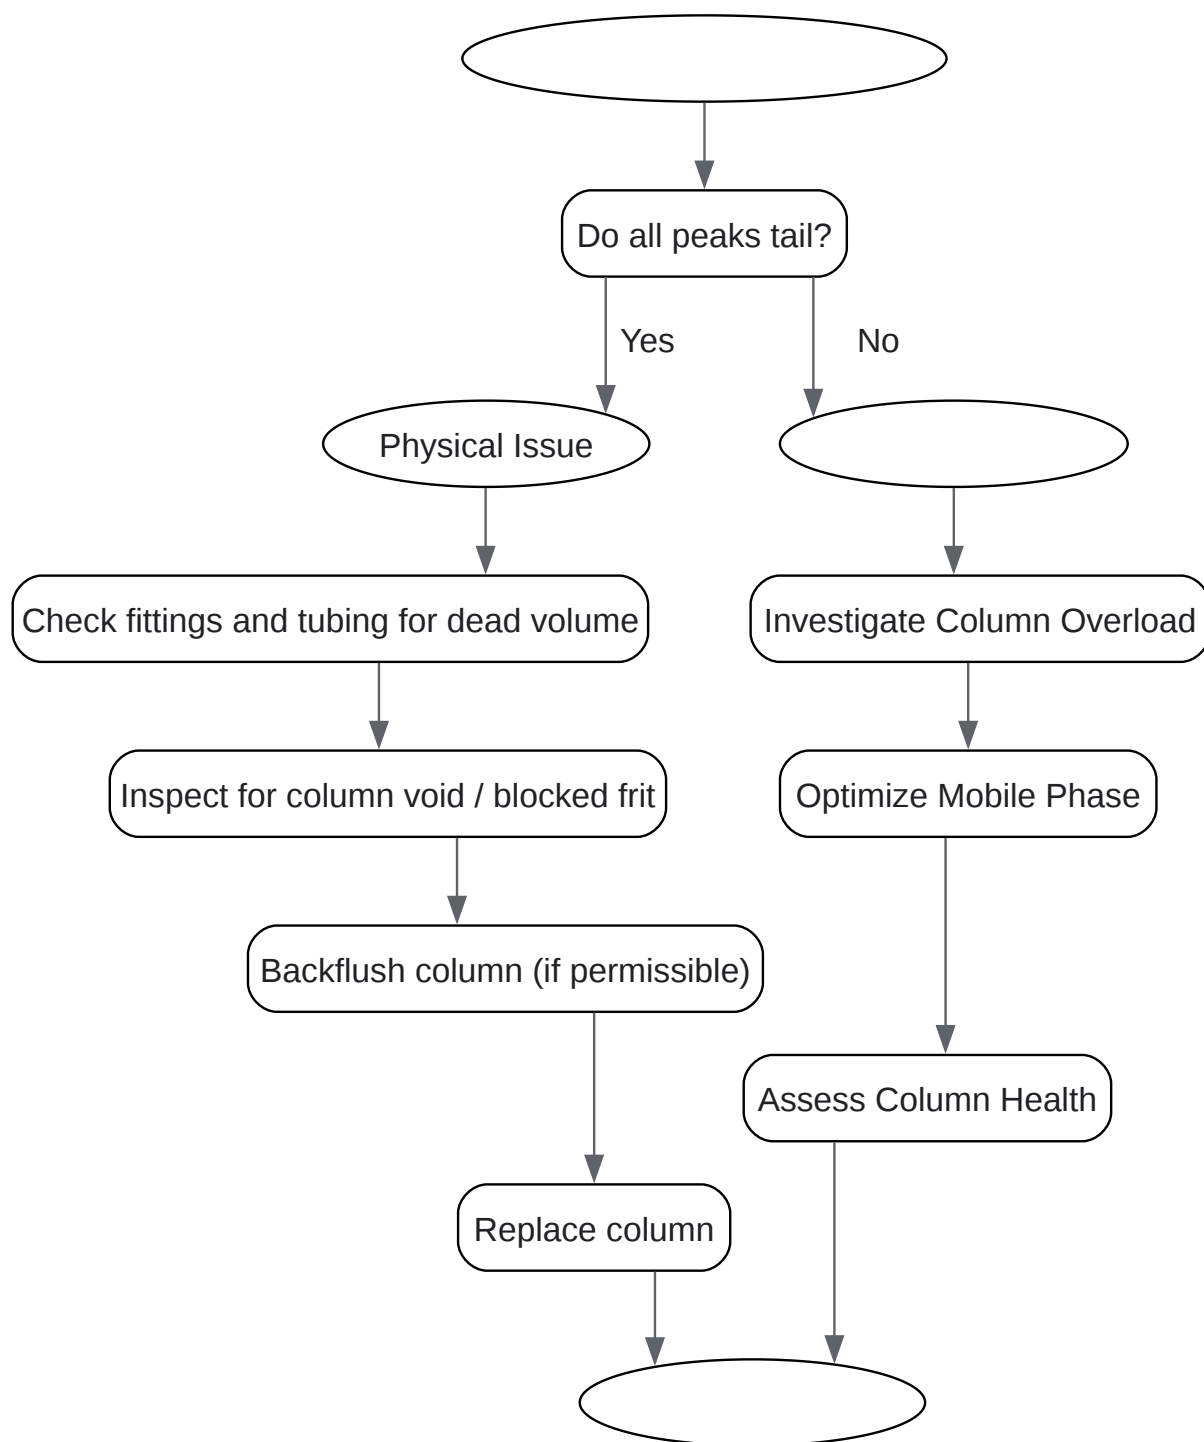 Do all peaks tail?
Yes
No
Physical Issue
Check fittings and tubing for dead volume
Investigate Column Overload
Inspect for column void / blocked frit
Optimize Mobile Phase
Backflush column (if permissible)
Assess Column Health
Replace column